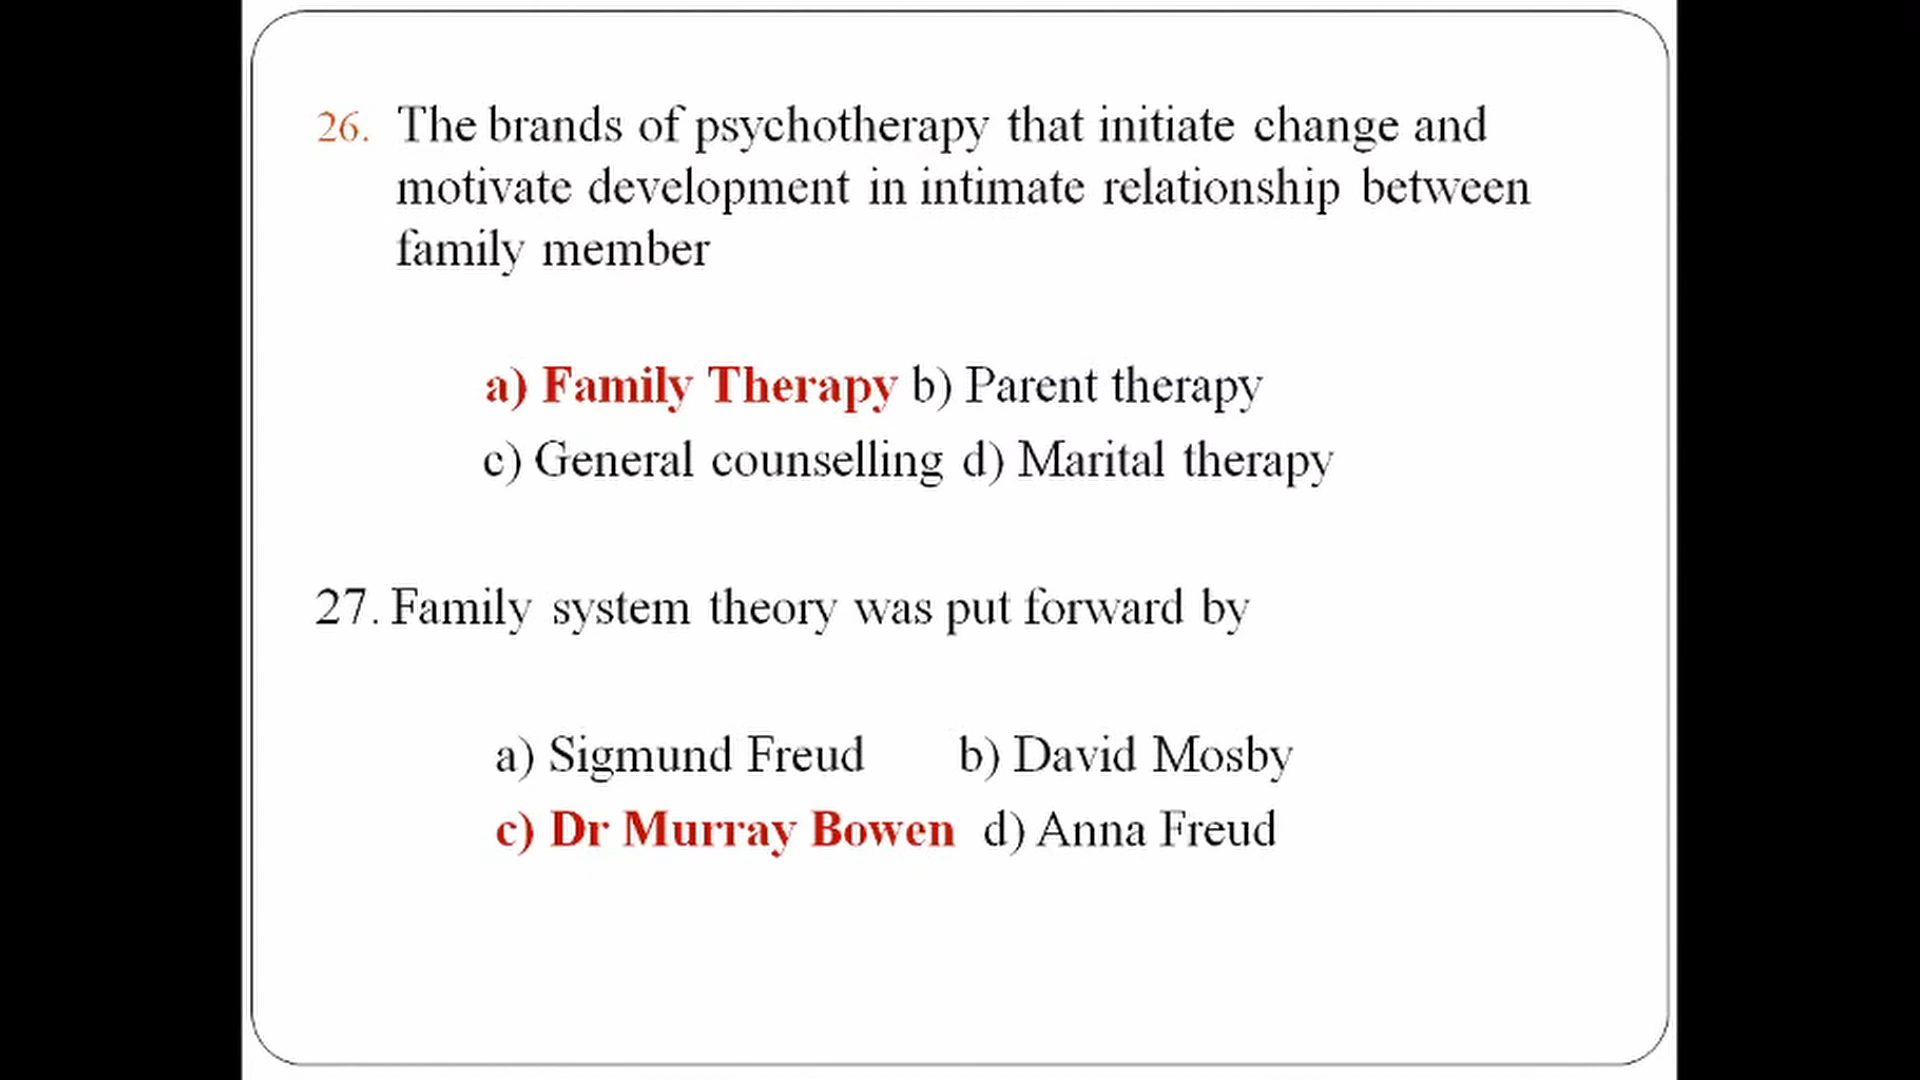 26. The brands of psychotherapy that initiate change and
motivate development in intimate relationship between
family member
a) Family Therapy b) Parent therapy
c) General counselling d) Marital therapy
27. Family system theory was put forward by
a) Sigmund Freud b) David Mosby
c) Dr Murray Bowen d) Anna Freud